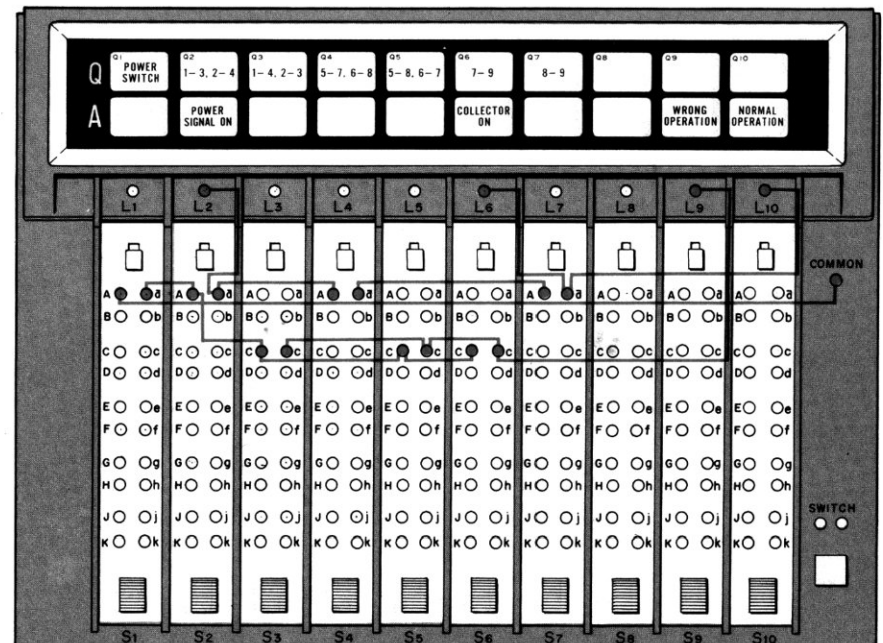 Q Q1 Q2 Q3 Q4 Q5 Q6 Q7 Q8 Q9 Q10
POWER SWITCH 1-3, 2-4 1-4, 2-3 5-7, 6-8 5-8, 6-7 7-9 8-9
A POWER SIGNAL ON COLLECTOR ON WRONG OPERATION NORMAL OPERATION
L1 L2 L3 L4 L5 L6 L7 L8 L9 L10
COMMON
A a A a A a A a A a A a A a A a A a A a
B b B b B b B b B b B b B b B b B b B b
C c C c C c C c C c C c C c C c C c C c
D d D d D d D d D d D d D d D d D d D d
E e E e E e E e E e E e E e E e E e E e
F f F f F f F f F f F f F f F f F f F f
G g G g G g G g G g G g G g G g G g G g
H h H h H h H h H h H h H h H h H h H h
SWITCH
J j J j J j J j J j J j J j J j J j J j
K k K k K k K k K k K k K k K k K k K k
S1 S2 S3 S4 S5 S6 S7 S8 S9 S10